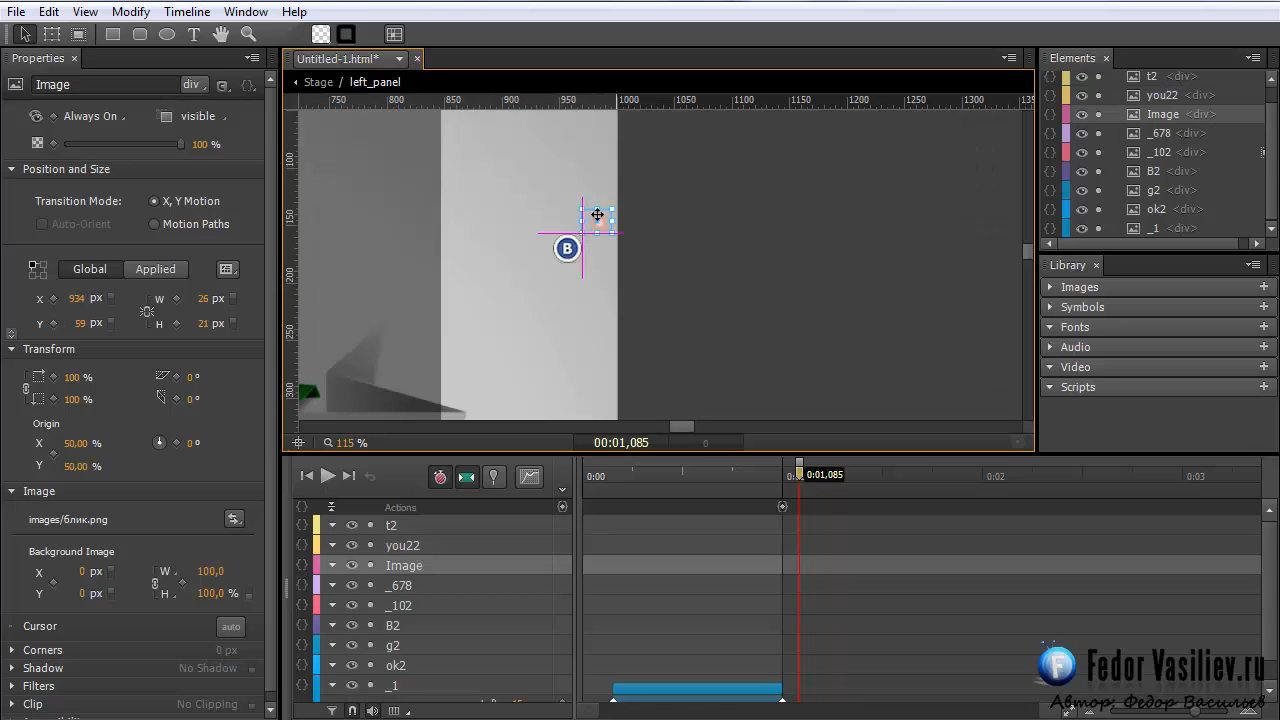 File Edit View Modify Timeline Window Help
Properties × Untitled-1.html* × Elements ×
Image div
Stage / left_panel
Always On visible
100 %
Position and Size
Transition Mode: X, Y Motion
Auto-Orient Motion Paths
Global Applied
X 934 px W 26 px
Y 59 px H 21 px
Transform
100 % 0 °
100 % 0 °
Origin
X 50,00 % 0 °
Y 50,00 %
Image
images/блик.png
Background Image
X 0 px W 100,0
Y 0 px H 100,0 %
Cursor auto
Corners 0 px
Shadow No Shadow
Filters
Clip No Clipping
750 800 850 900 950 1000 1050 1100 1150 1200 1250 1300 135
100
150
200
250
300
B
115 % 00:01,085
t2 <div>
you22 <div>
Image <div>
_678 <div>
_102 <div>
B2 <div>
g2 <div>
ok2 <div>
_1 <div>
Library ×
Images +
Symbols +
Fonts +
Audio +
Video
Scripts +
0:00 0:01,085 0:02 0:03
Actions
t2
you22
Image
_678
_102
B2
g2
ok2
_1
Fedor Vasiliev.ru
Автор: Федор Васильев